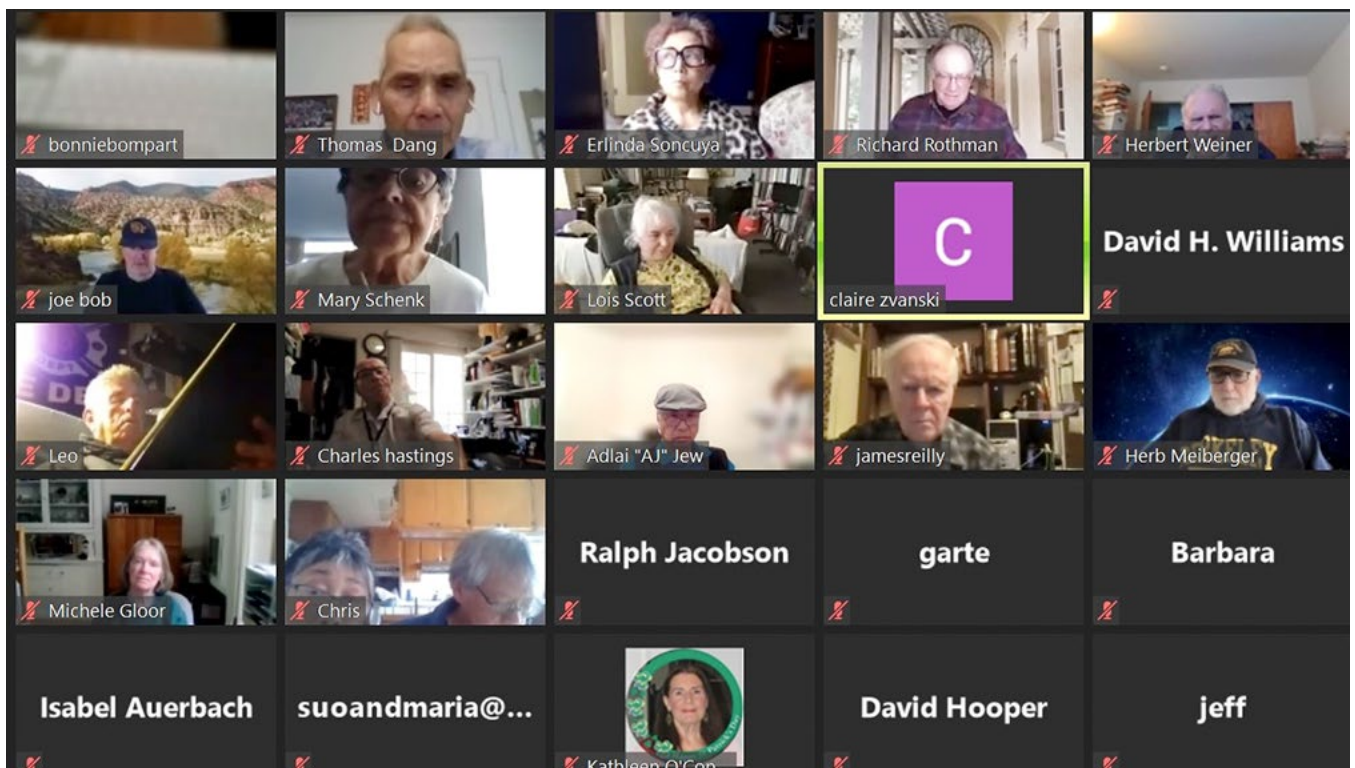 bonniebompart
Thomas Dang
Erlinda Soncuya
Richard Rothman
Herbert Weiner
joe bob
Mary Schenk
Lois Scott
C
claire zvanski
David H. Williams
Leo
Charles hastings
Adlai "AJ" Jew
jamesreilly
Herb Meiberger
Michele Gloor
Chris
Ralph Jacobson
garte
Barbara
Isabel Auerbach
suoandmaria@...
Kathleen O'Con
David Hooper
jeff